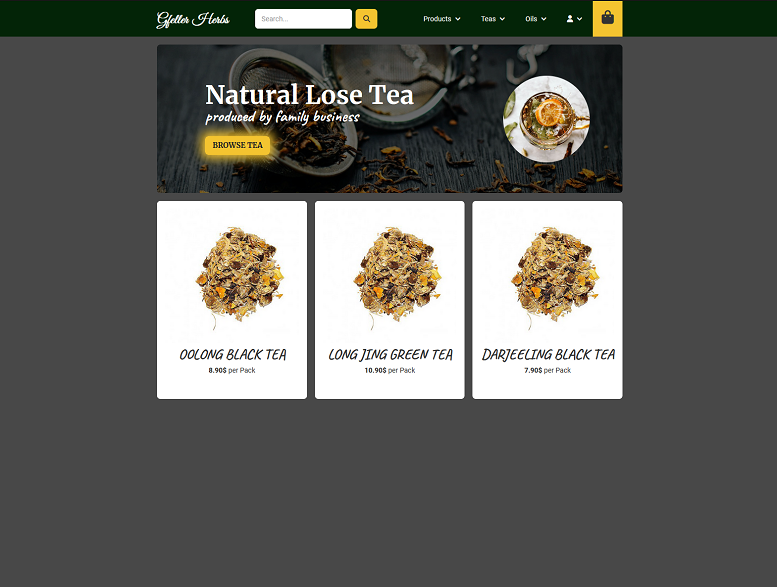 Gfeller Herbs
Search...
Products
Teas
Oils
Natural Lose Tea
produced by family business
BROWSE TEA
OOLONG BLACK TEA
8.90$ per Pack
LONG JING GREEN TEA
10.90$ per Pack
DARJEELING BLACK TEA
7.90$ per Pack